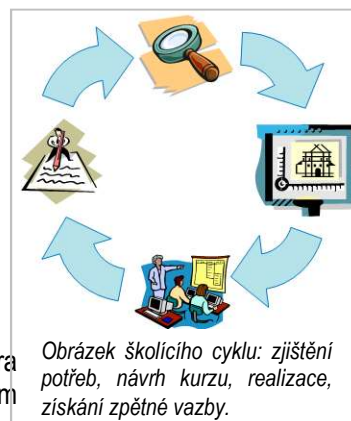 Obrázek školícího cyklu: zjištění
potřeb, návrh kurzu, realizace,
získání zpětné vazby.